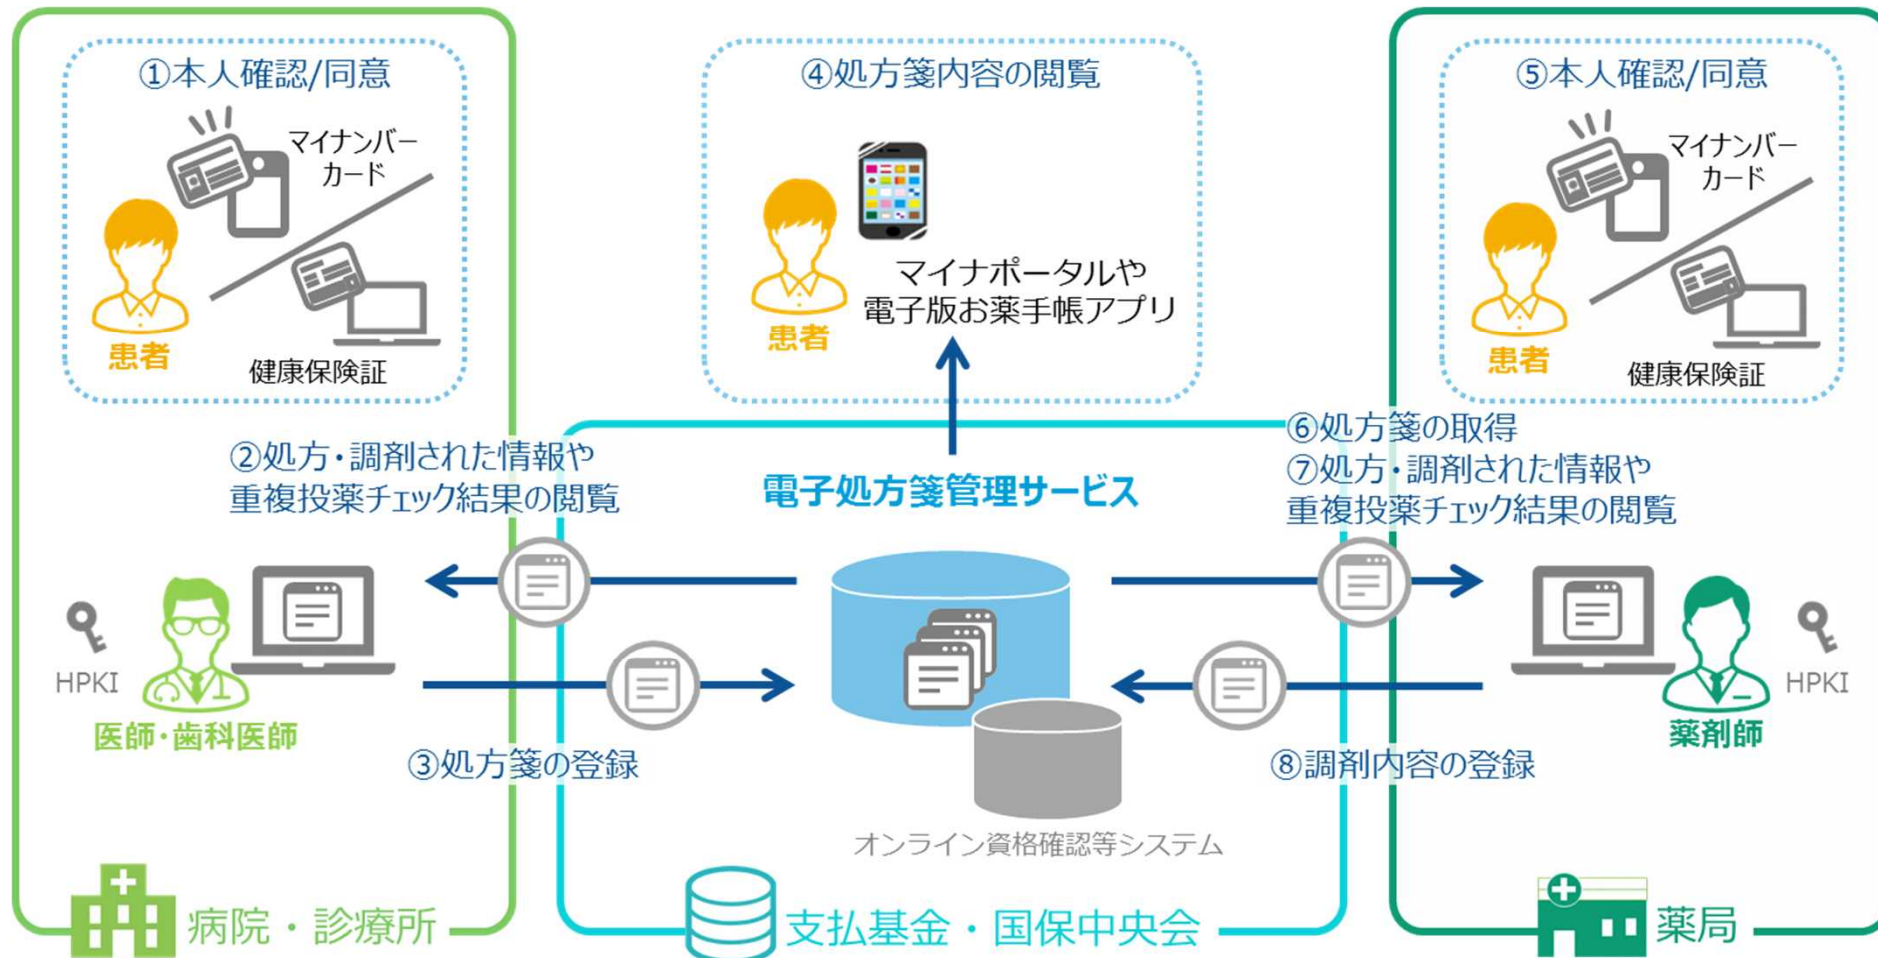 ①本人確認/同意
マイナンバー
カード
患者
健康保険証
②処方・調剤された情報や
重複投薬チェック結果の閲覧
HPKI
医師・歯科医師
③処方箋の登録
病院・診療所
④処方箋内容の閲覧
マイナポータルや
電子版お薬手帳アプリ
患者
電子処方箋管理サービス
オンライン資格確認等システム
支払基金・国保中央会
⑤本人確認/同意
マイナンバー
カード
患者
健康保険証
⑥処方箋の取得
⑦処方・調剤された情報や
重複投薬チェック結果の閲覧
HPKI
薬剤師
⑧調剤内容の登録
薬局